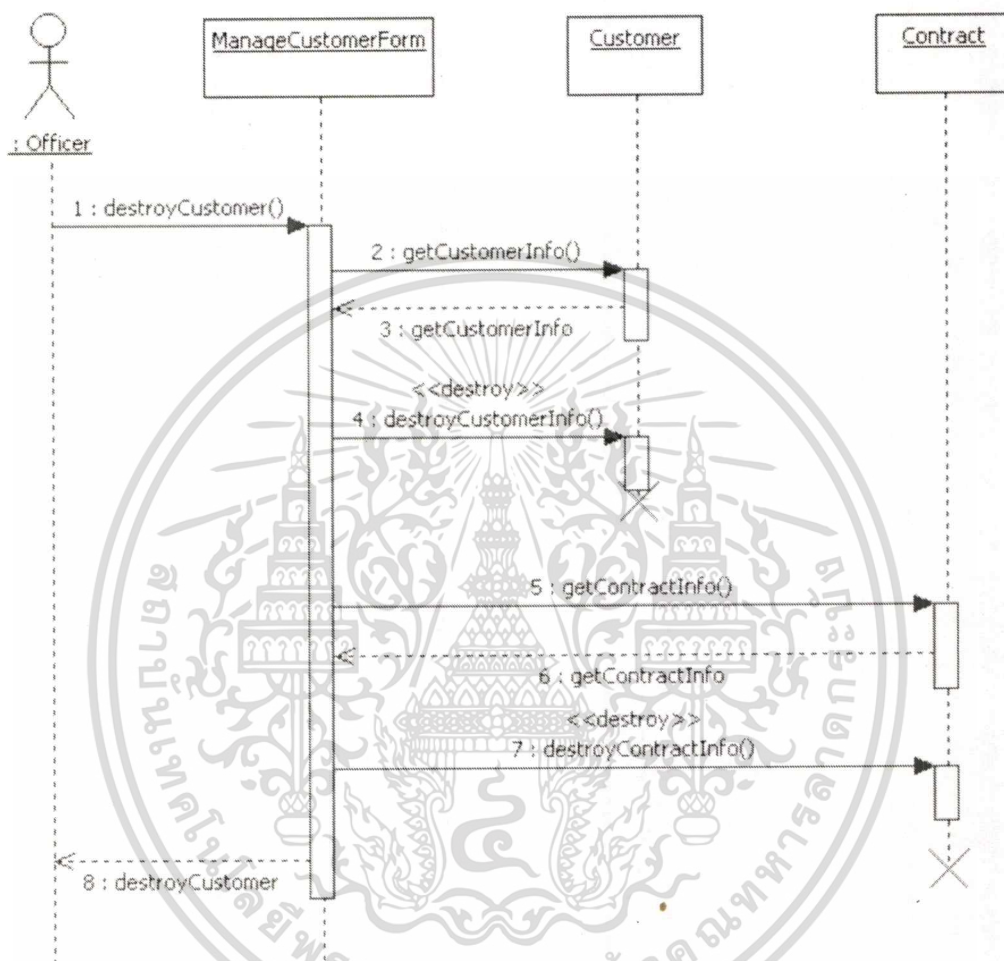 ManageCustomerForm
Customer
Contract
: Officer
1 : destroyCustomer()
2 : getCustomerInfo()
3 : getCustomerInfo
<<destroy>>
4 : destroyCustomerInfo()
5 : getContractInfo()
6 : getContractInfo
<<destroy>>
7 : destroyContractInfo()
8 : destroyCustomer